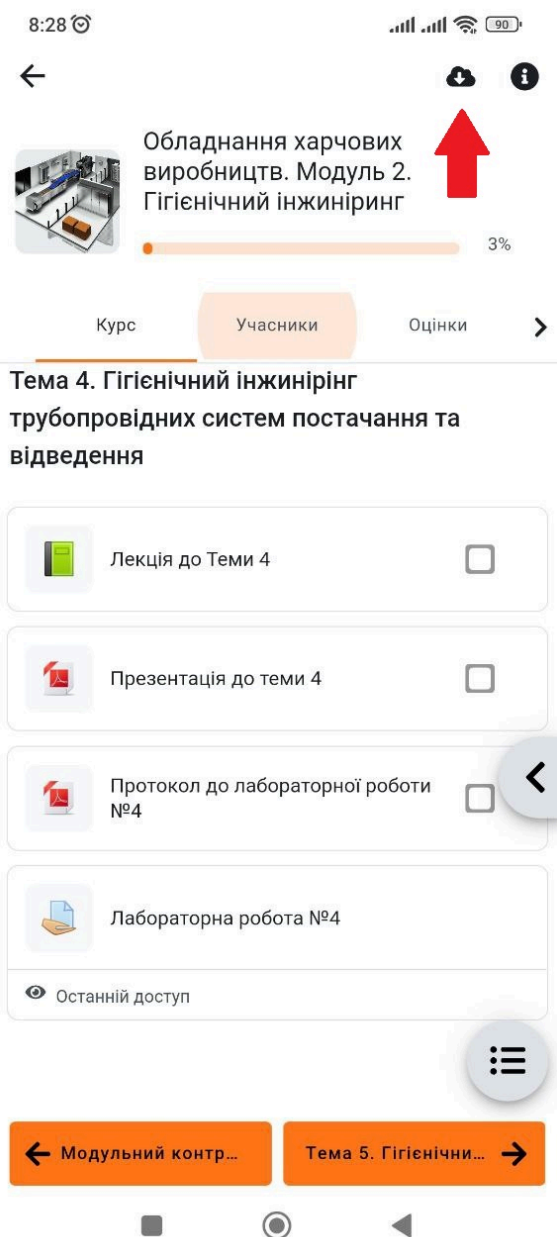 8:28
90
Обладнання харчових
виробництв. Модуль 2.
Гігієнічний інжиніринг
3%
Курс
Учасники
Оцінки
Тема 4. Гігієнічний інжинірінг
трубопровідних систем постачання та
відведення
Лекція до Теми 4
Презентація до теми 4
Протокол до лабораторної роботи
№4
Лабораторна робота №4
Останній доступ
Модульний контр...
Тема 5. Гігієнічни...